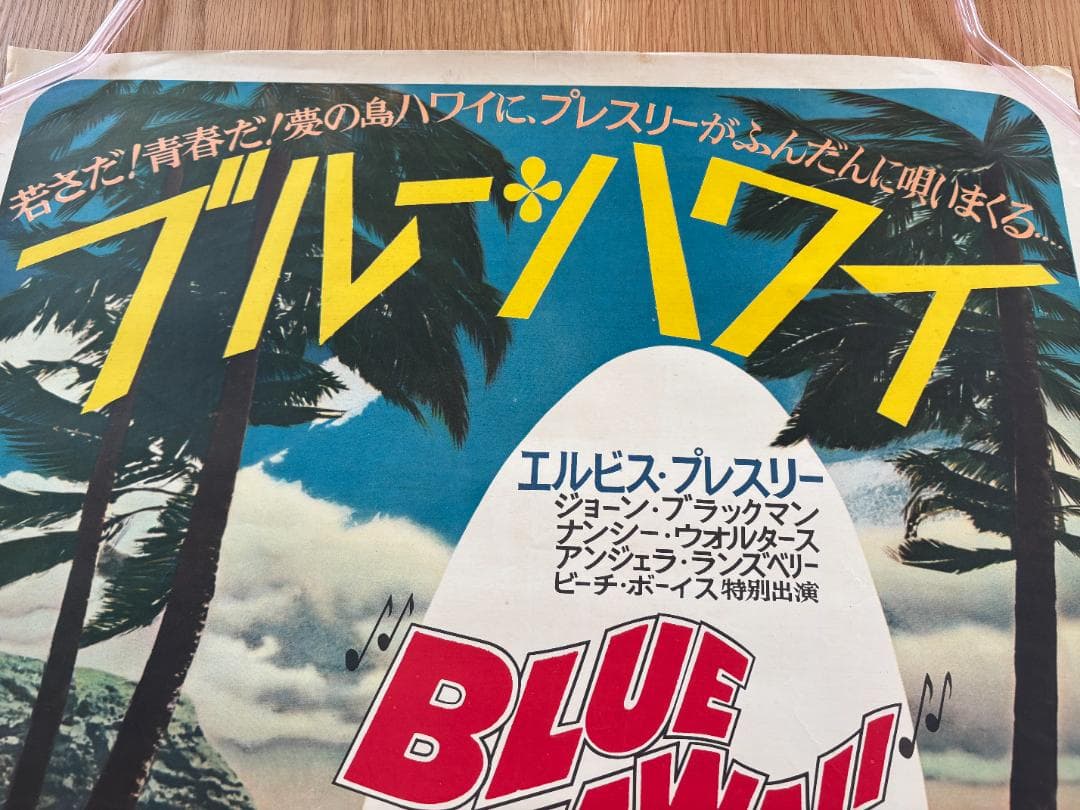 若さだ!青春だ!夢の島ハワイに、プレスリーがふんだんに唄いまくる....
ブルー・ハワイ
エルビス・プレスリー
ジョーン・ブラックマン
ナンシー・ウオルタース
アンジェラ・ランズベリー
ビーチ・ボーイス特別出演
BLUE